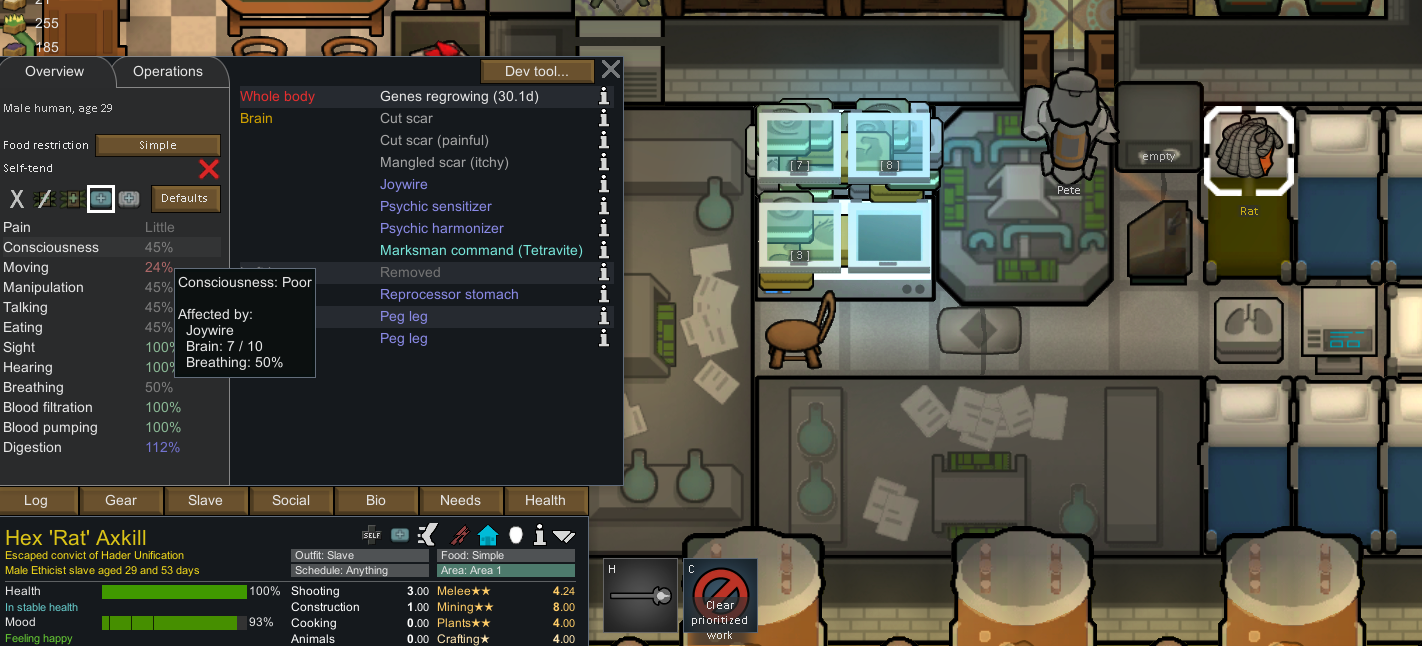 21
255
185
Overview
Operations
Dev tool...
Male human, age 29
Food restriction
Simple
Self-tend
Defaults
Pain Little
Consciousness 45%
Moving 24%
Manipulation 45%
Talking 45%
Eating 45%
Sight 100%
Hearing 100%
Breathing 50%
Blood filtration 100%
Blood pumping 100%
Digestion 112%
Whole body Genes regrowing (30.1d)
Brain Cut scar
Cut scar (painful)
Mangled scar (itchy)
Joywire
Psychic sensitizer
Psychic harmonizer
Marksman command (Tetravite)
Removed
Reprocessor stomach
Peg leg
Peg leg
Consciousness: Poor
Affected by:
Joywire
Brain: 7 / 10
Breathing: 50%
Log
Gear
Slave
Social
Bio
Needs
Health
Hex 'Rat' Axkill
Escaped convict of Hader Unification
Male Ethicist slave aged 29 and 53 days
SELF
Outfit: Slave
Food: Simple
Schedule: Anything
Area: Area 1
Health 100%
In stable health
Mood 93%
Feeling happy
Shooting 3.00
Construction 1.00
Cooking 0.00
Animals 0.00
Melee★★ 4.24
Mining★★ 8.00
Plants★★ 4.00
Crafting★ 4.00
H
C
Clear
prioritized
work
[7]
[8]
[3]
Pete
empty
Rat